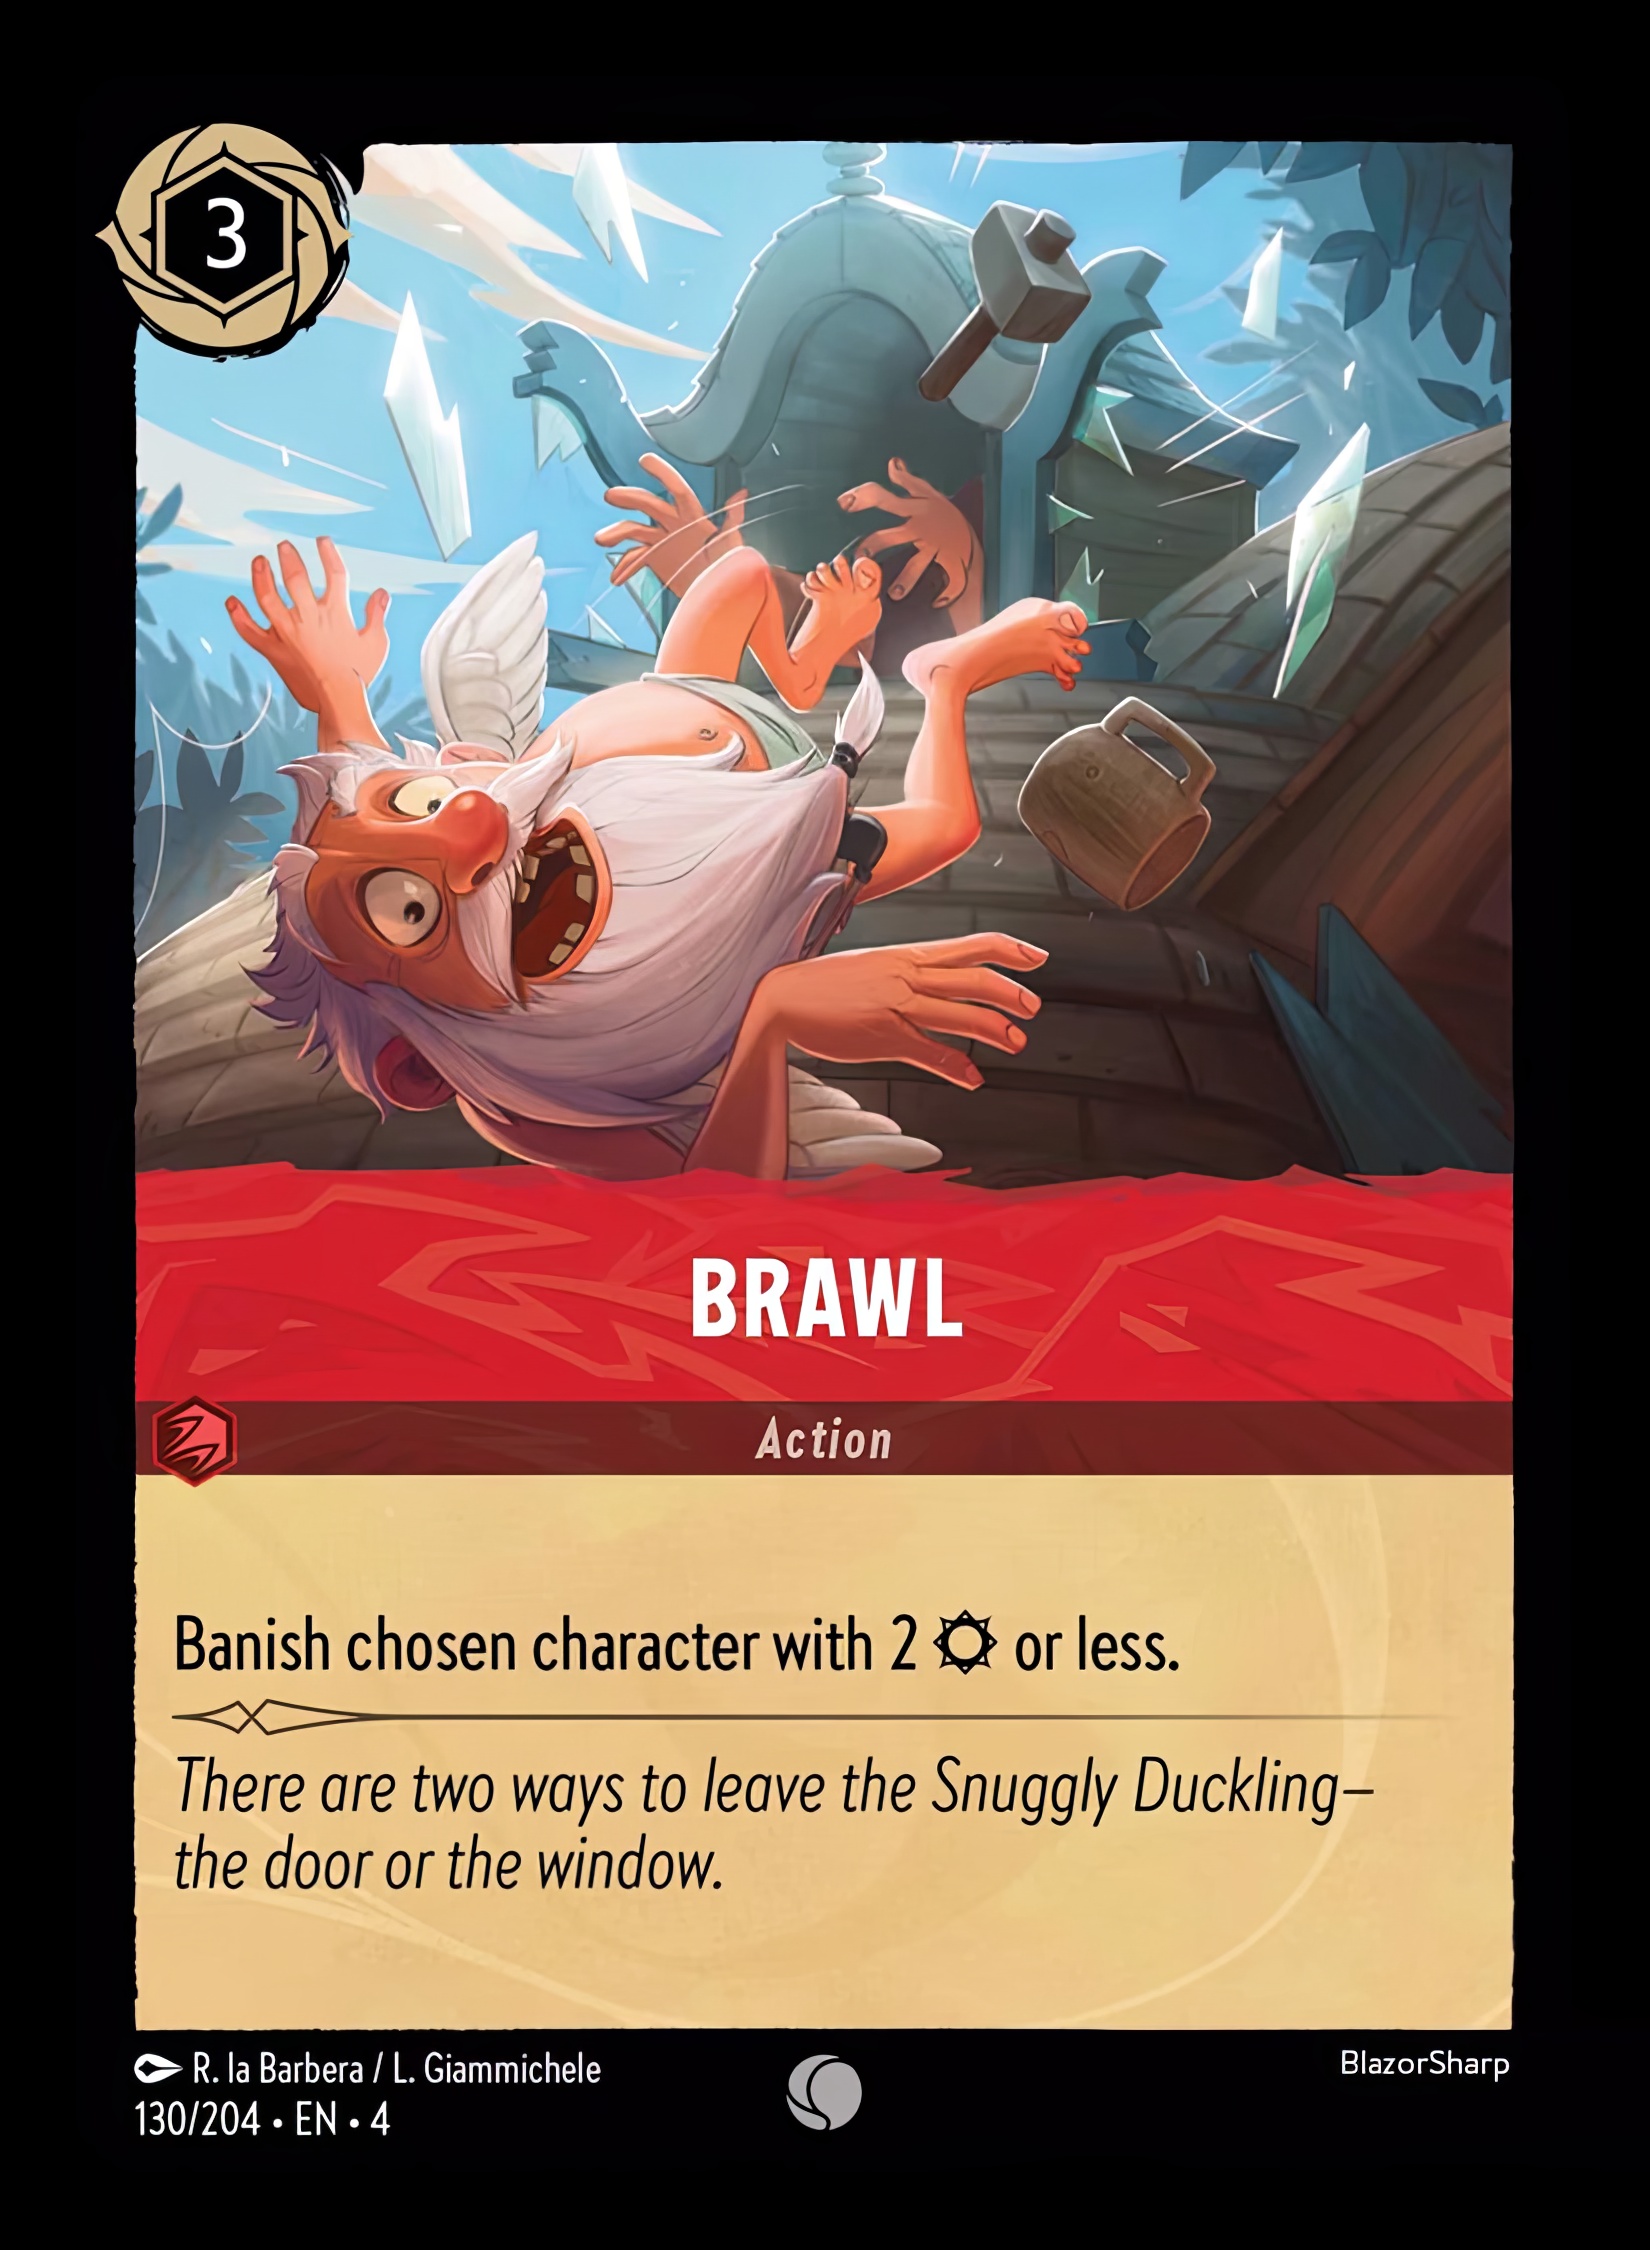 3
BRAWL
Action
Banish chosen character with 2 or less.
There are two ways to leave the Snuggly Duckling–
the door or the window.
R. la Barbera / L. Giammichele
BlazorSharp
130/204 • EN • 4